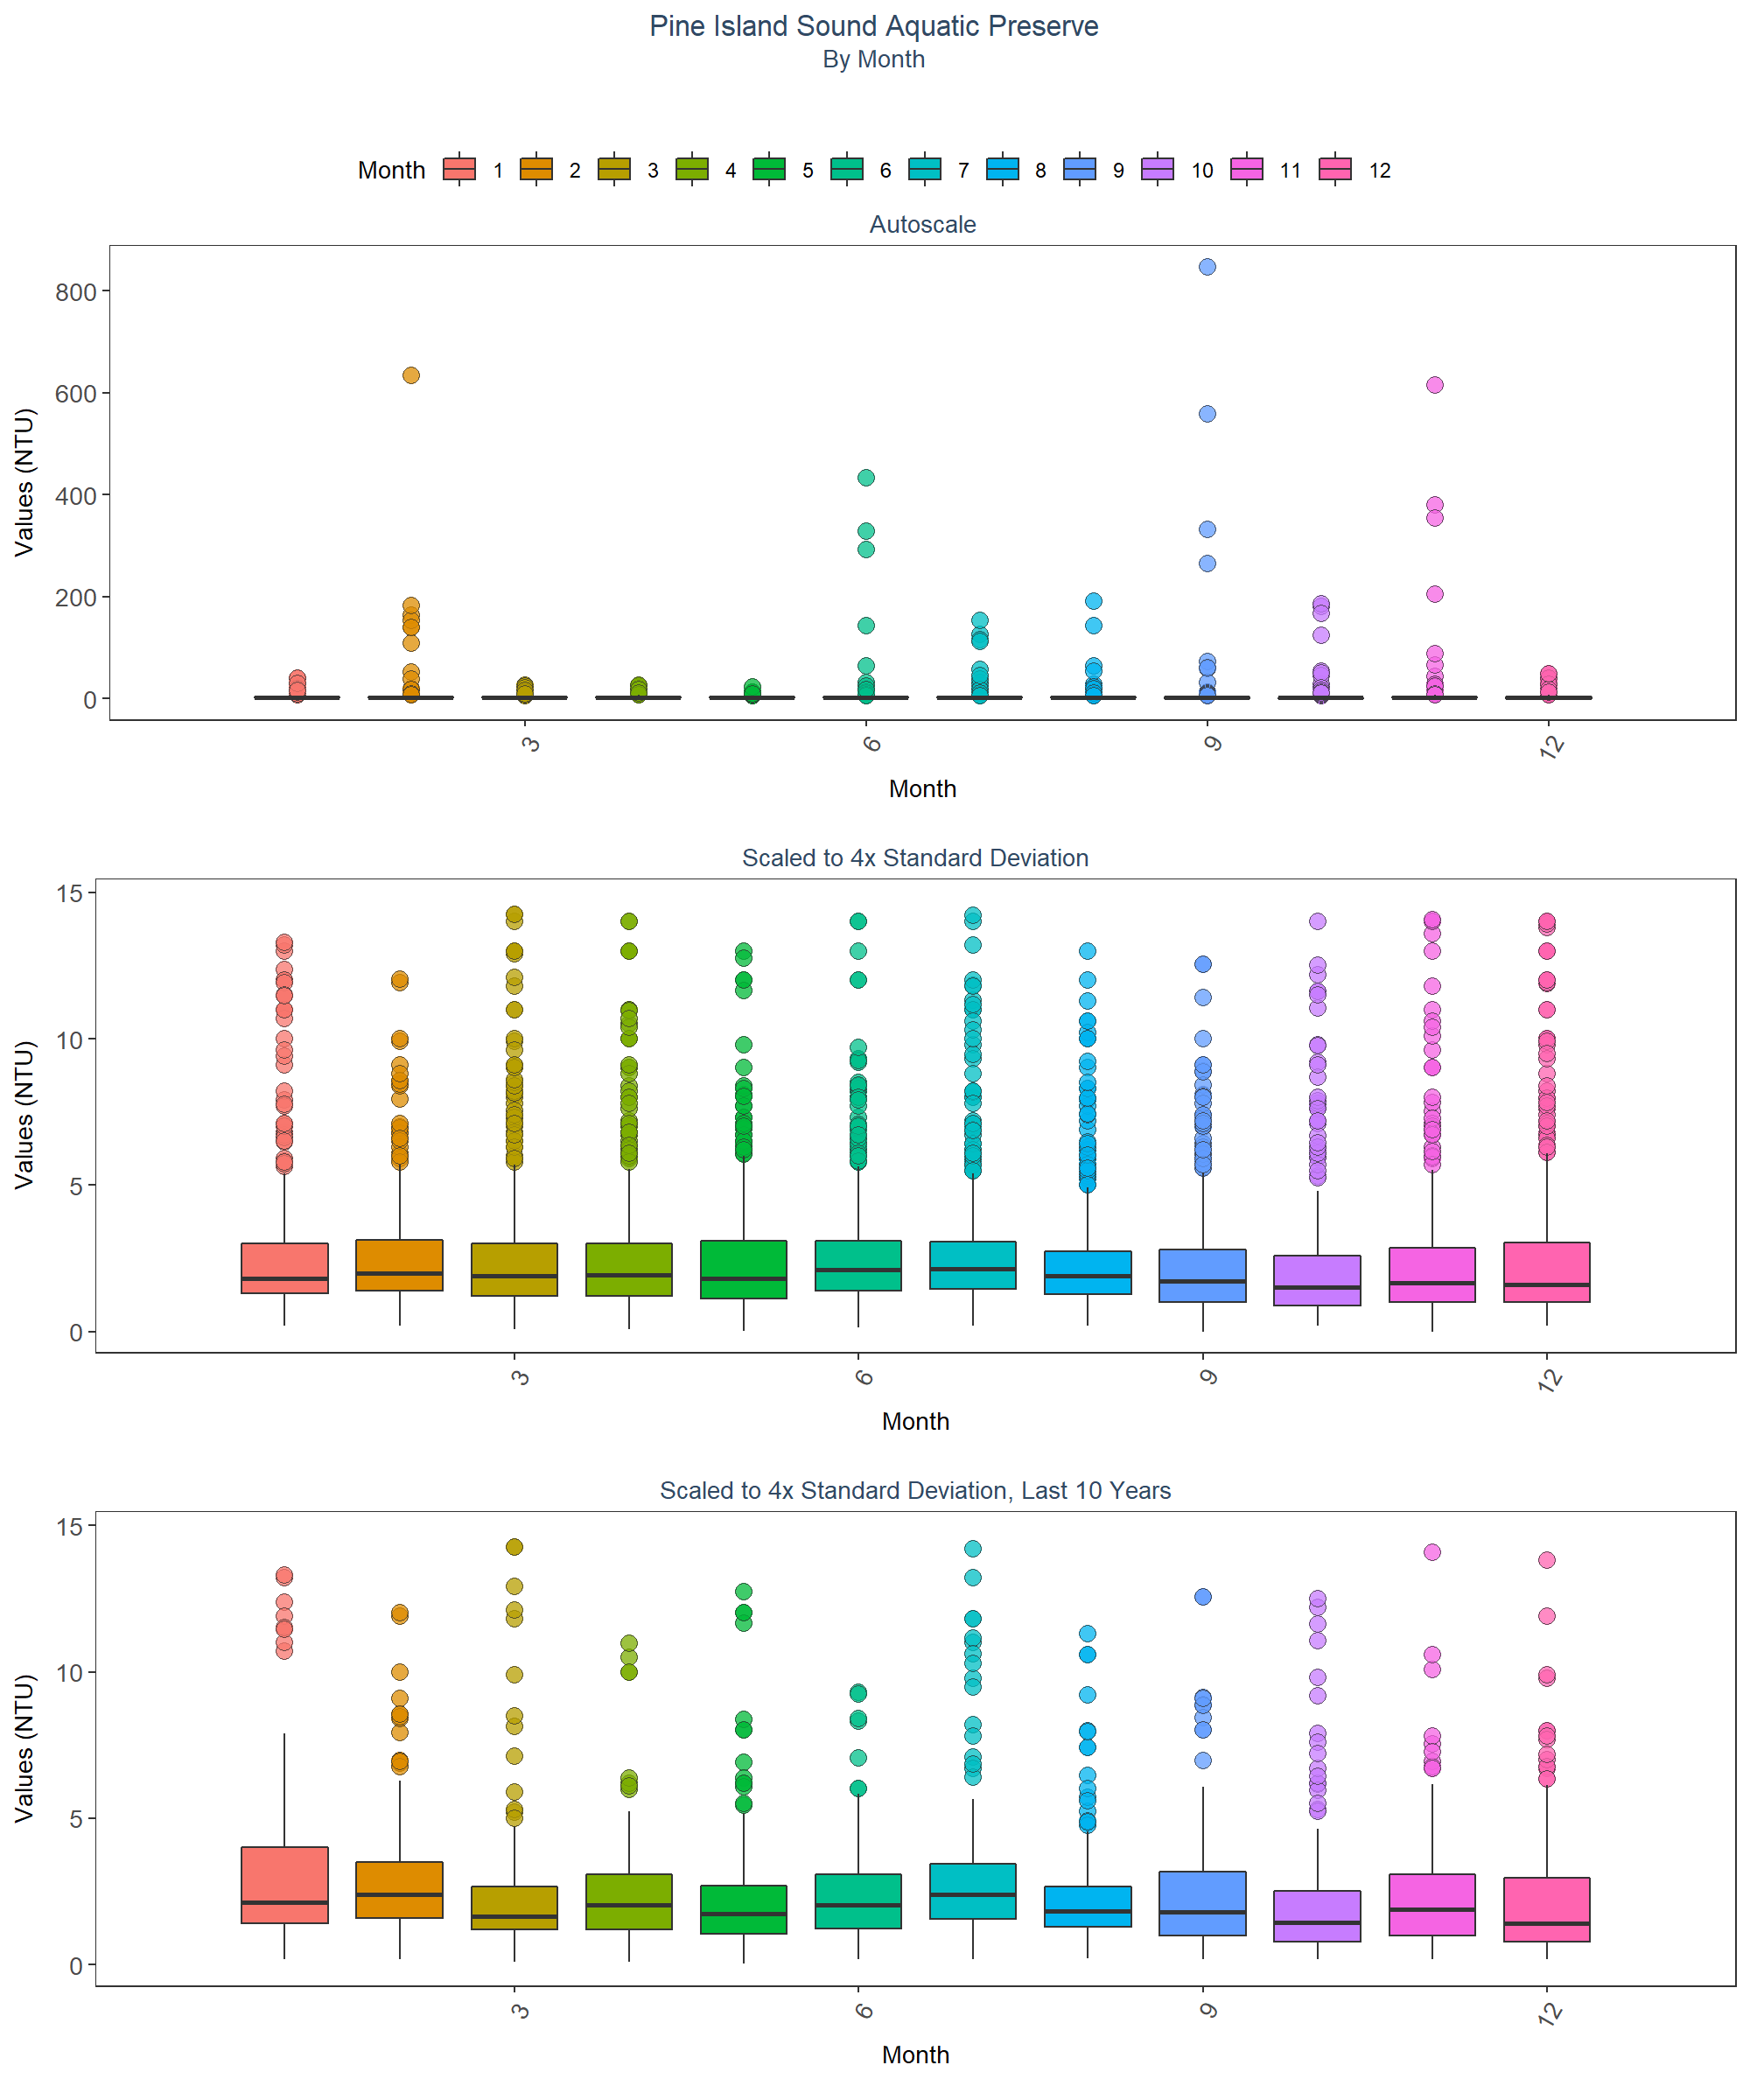 Pine Island Sound Aquatic Preserve
By Month
Month 1 2 3 4 5 6 7 8 9 10 11 12
Autoscale
Values (NTU)
800
600
400
200
0
3 6 9 12
Month
Scaled to 4x Standard Deviation
Values (NTU)
15
10
5
0
3 6 9 12
Month
Scaled to 4x Standard Deviation, Last 10 Years
Values (NTU)
15
10
5
0
3 6 9 12
Month